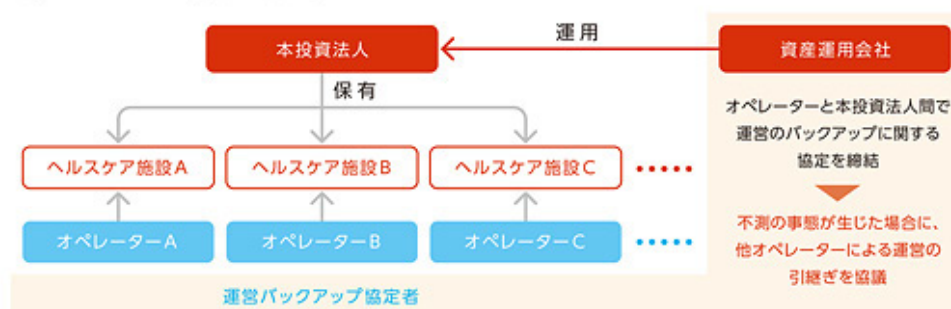 運用
本投資法人
資産運用会社
保有
オペレーターと本投資法人間で
運営のバックアップに関する
協定を締結
ヘルスケア施設A
ヘルスケア施設B
ヘルスケア施設C
•••••
不測の事態が生じた場合に、
他オペレーターによる運営の
引継ぎを協議
オペレーターA
オペレーターB
オペレーターC
•••••
運営バックアップ協定者